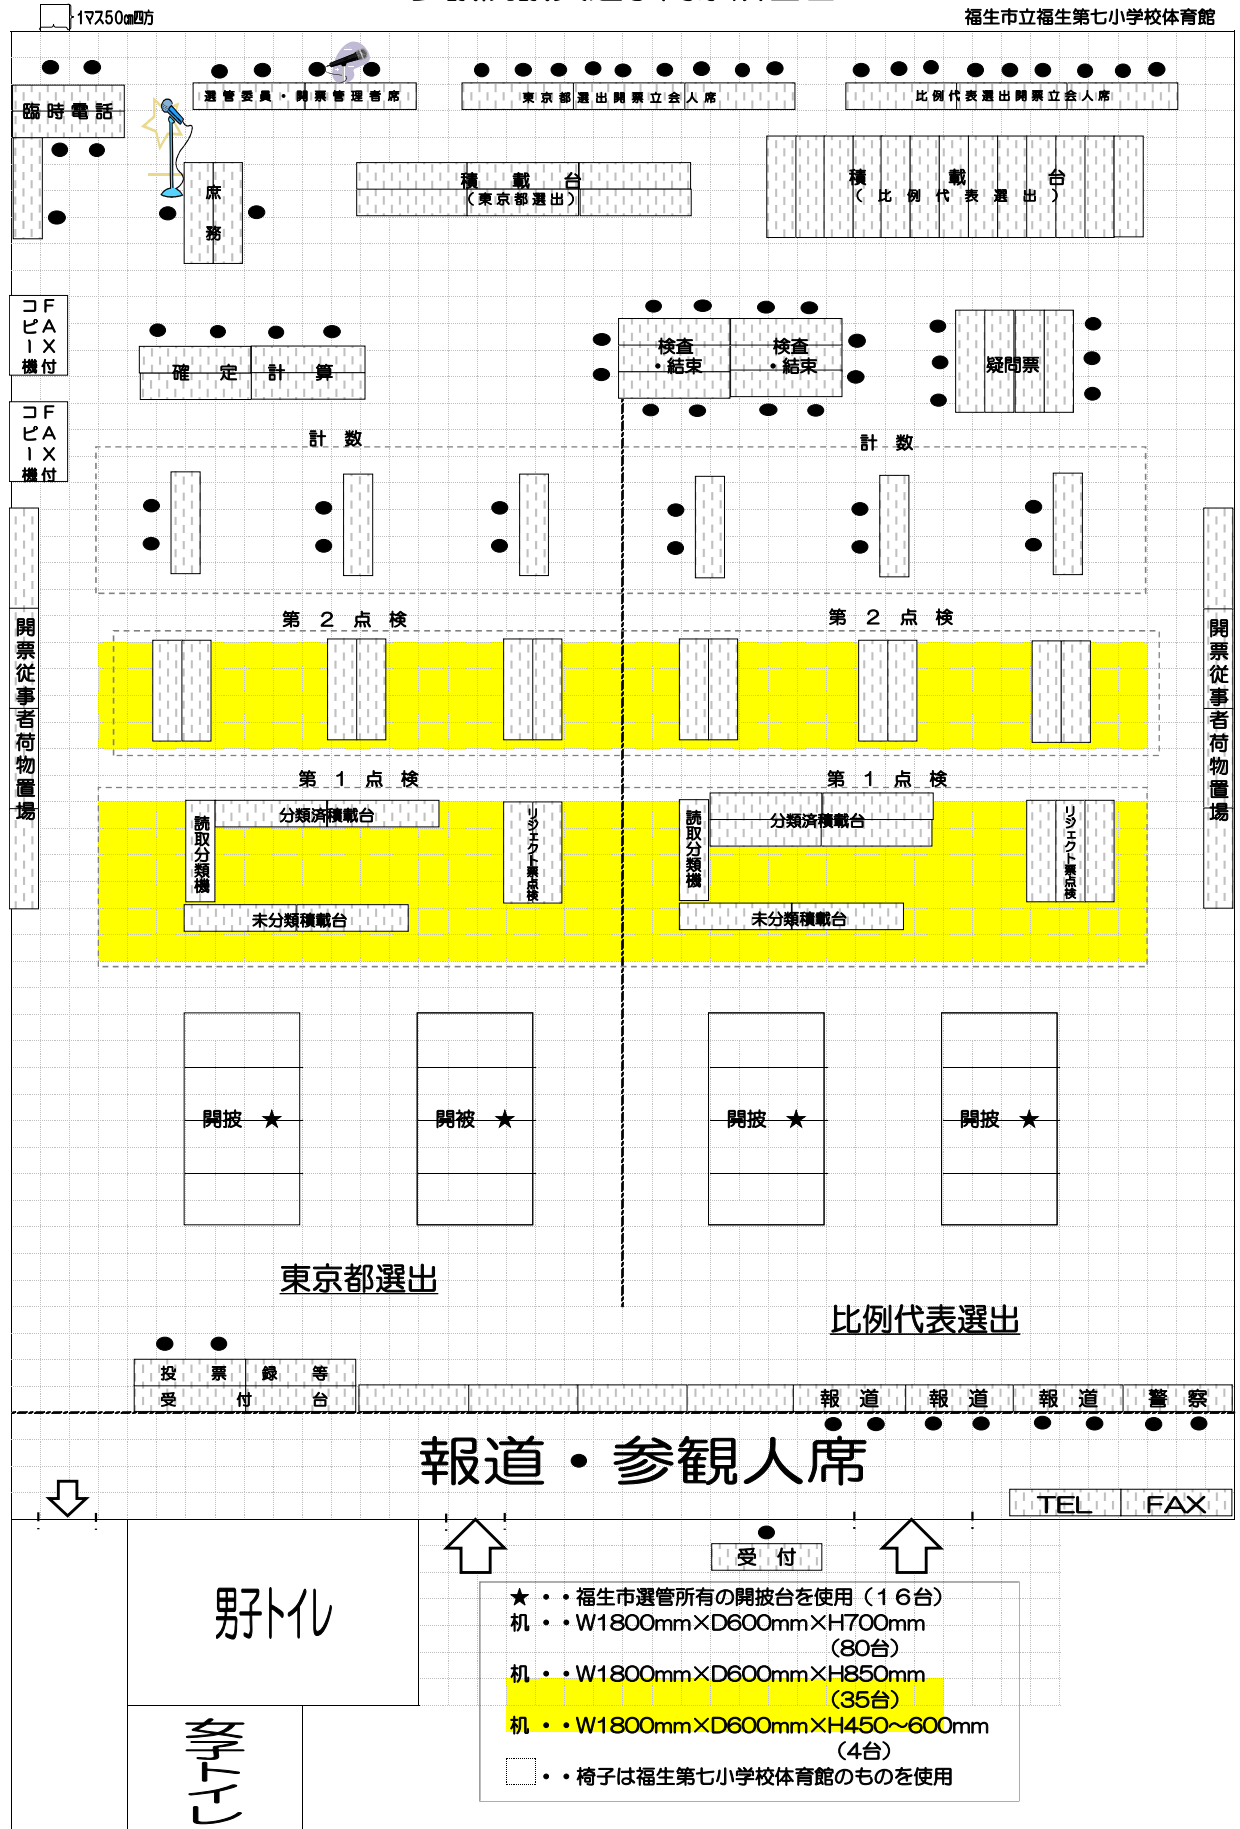 1マス50㎝四方
福生市立福生第七小学校体育館
臨時電話
選管委員・開票管理者席
東京都選出開票立会人席
比例代表選出開票立会人席
庶務
積載台
（東京都選出）
積載台
（比例代表選出）
FAX付
コピー機
確定計算
検査
・結束
検査
・結束
疑問票
FAX付
コピー機
計数
計数
開票従事者荷物置場
開票従事者荷物置場
第2点検
第2点検
第1点検
第1点検
読取分類機
分類済積載台
リジェクト票点検
未分類積載台
読取分類機
分類済積載台
リジェクト票点検
未分類積載台
開披 ★
開被 ★
開披 ★
開披 ★
東京都選出
比例代表選出
投票録等
受付台
報道
報道
報道
警察
報道・参観人席
TEL
FAX
受付
男子トイレ
女子トイレ
★・・福生市選管所有の開披台を使用（16台）
机・・W1800mm×D600mm×H700mm
（80台）
机・・W1800mm×D600mm×H850mm
（35台）
机・・W1800mm×D600mm×H450～600mm
（4台）
・・椅子は福生第七小学校体育館のものを使用